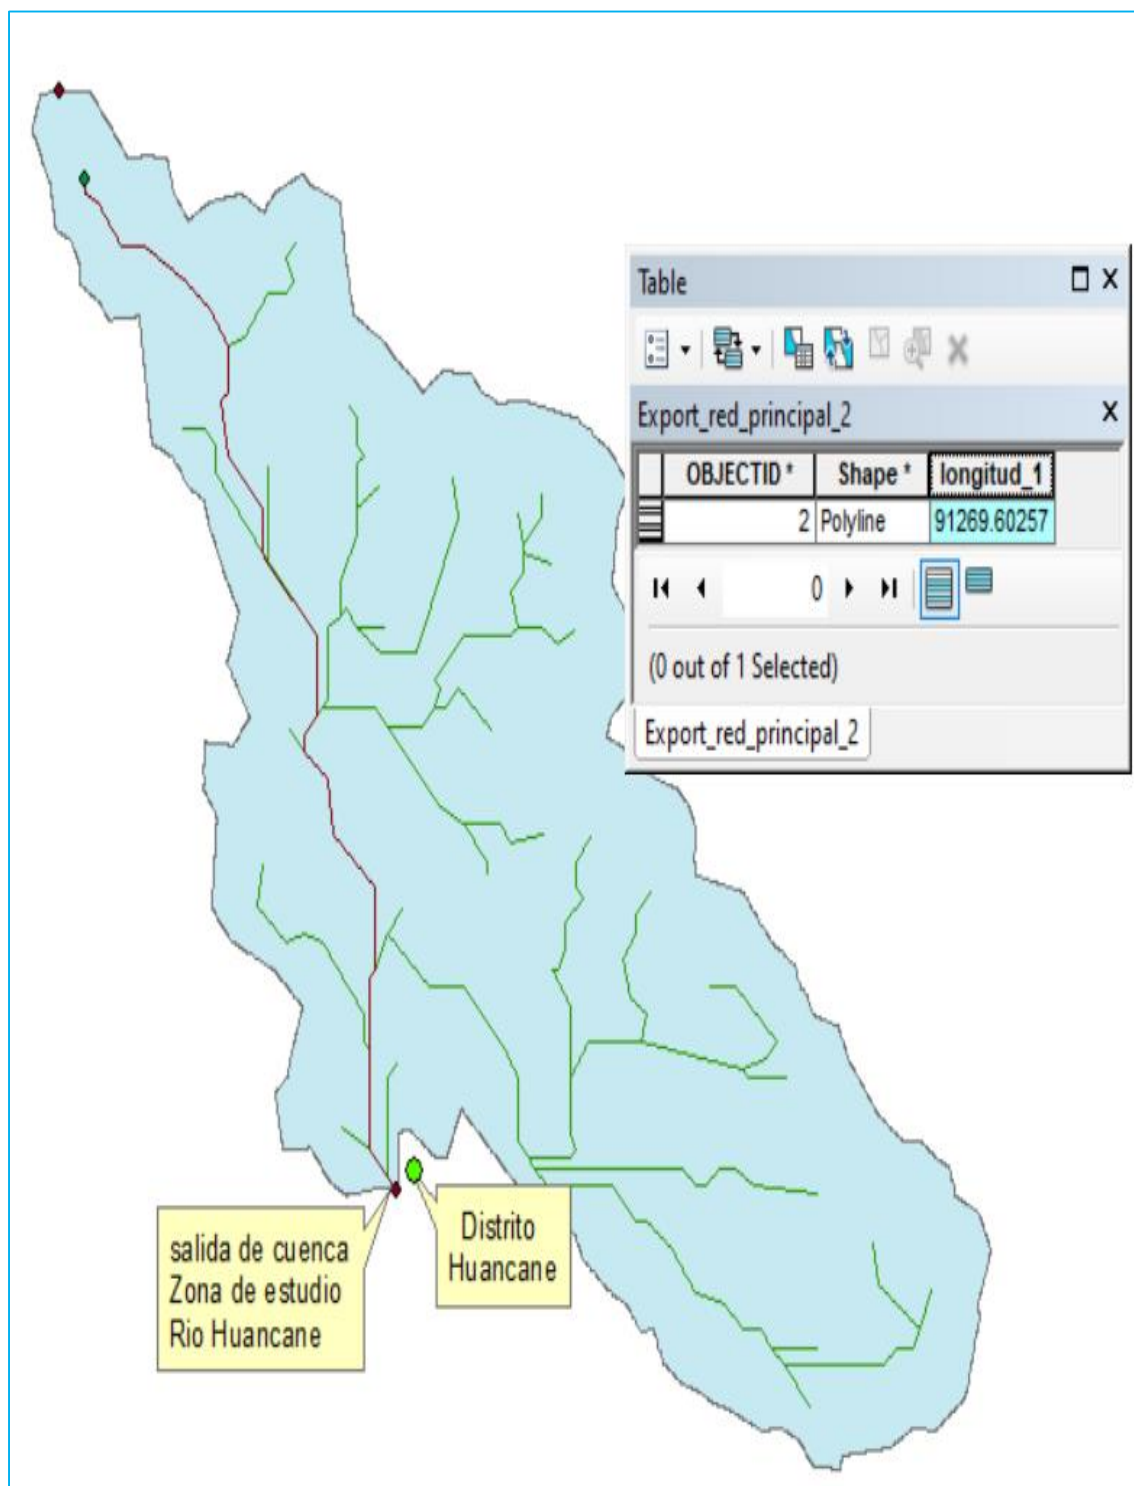 Table
Export_red_principal_2
OBJECTID * Shape * longitud_1
2 Polyline 91269.60257
0
(0 out of 1 Selected)
Export_red_principal_2
salida de cuenca
Zona de estudio
Rio Huancane
Distrito
Huancane